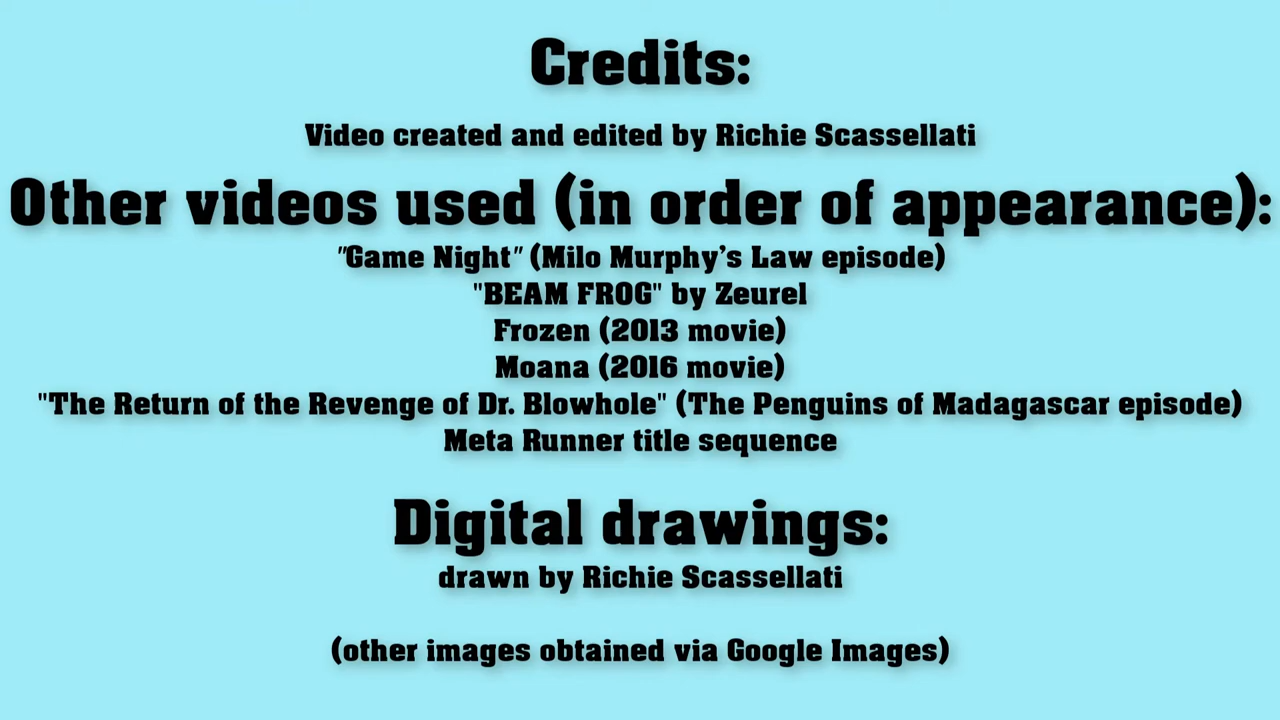 Credits:
Video created and edited by Richie Scassellati
Other videos used (in order of appearance):
"Game Night" (Milo Murphy's Law episode)
"BEAM FROG" by Zeurel
Frozen (2013 movie)
Moana (2016 movie)
"The Return of the Revenge of Dr. Blowhole" (The Penguins of Madagascar episode)
Meta Runner title sequence
Digital drawings:
drawn by Richie Scassellati
(other images obtained via Google Images)